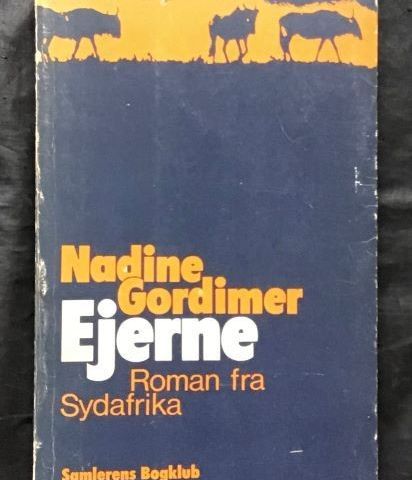 Nadine
Gordimer
Ejerne
Roman fra
Sydafrika
Samlerens Bogklub